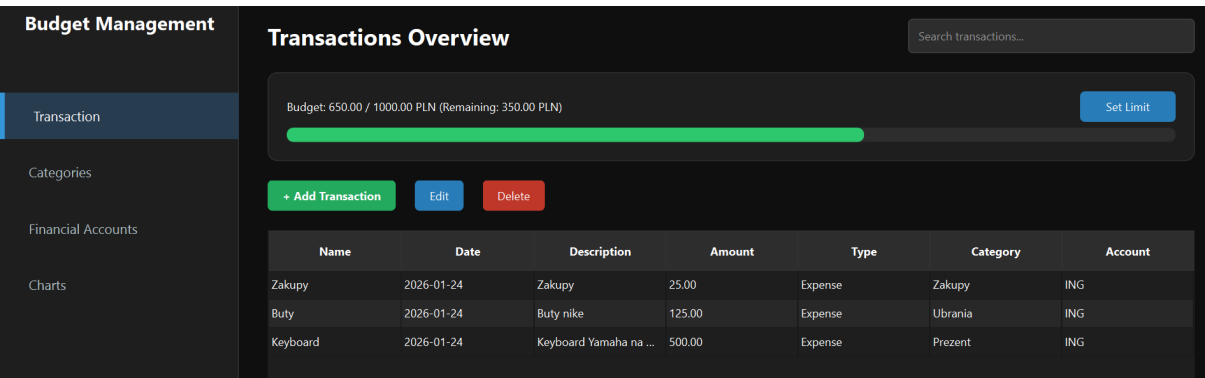 Budget Management
Transaction
Categories
Financial Accounts
Charts
Transactions Overview
Search transactions...
Budget: 650.00 / 1000.00 PLN (Remaining: 350.00 PLN)
Set Limit
+ Add Transaction Edit Delete
Name Date Description Amount Type Category Account
Zakupy 2026-01-24 Zakupy 25.00 Expense Zakupy ING
Buty 2026-01-24 Buty nike 125.00 Expense Ubrania ING
Keyboard 2026-01-24 Keyboard Yamaha na ... 500.00 Expense Prezent ING